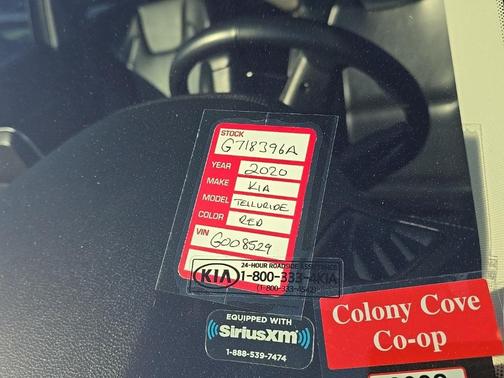 STOCK
G718396A
YEAR 2020
MAKE KIA
MODEL TELLURIDE
COLOR RED
VIN
G008529
24-HOUR ROADSIDE
KIA 1-800-333-4KIA
(1-800-333-4542)
EQUIPPED WITH
SiriusXM
1-888-539-7474
Colony Cove
Co-op